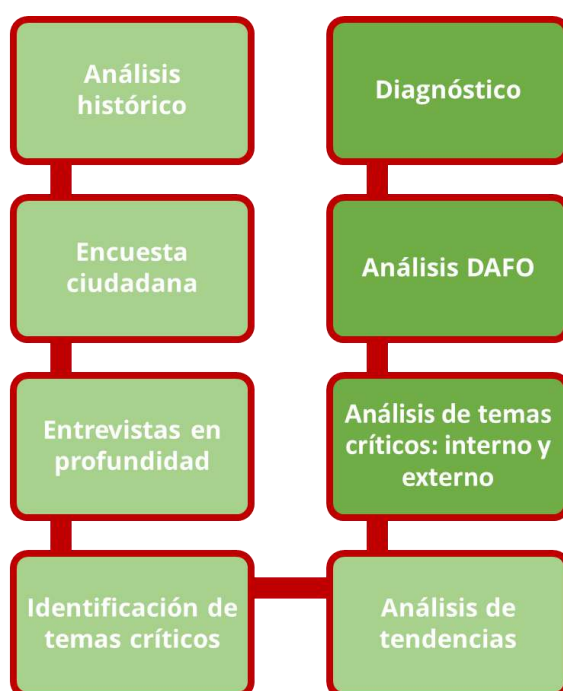 Análisis
histórico
Encuesta
ciudadana
Entrevistas en
profundidad
Identificación de
temas críticos
Análisis de
tendencias
Análisis de temas
críticos: interno y
externo
Análisis DAFO
Diagnóstico